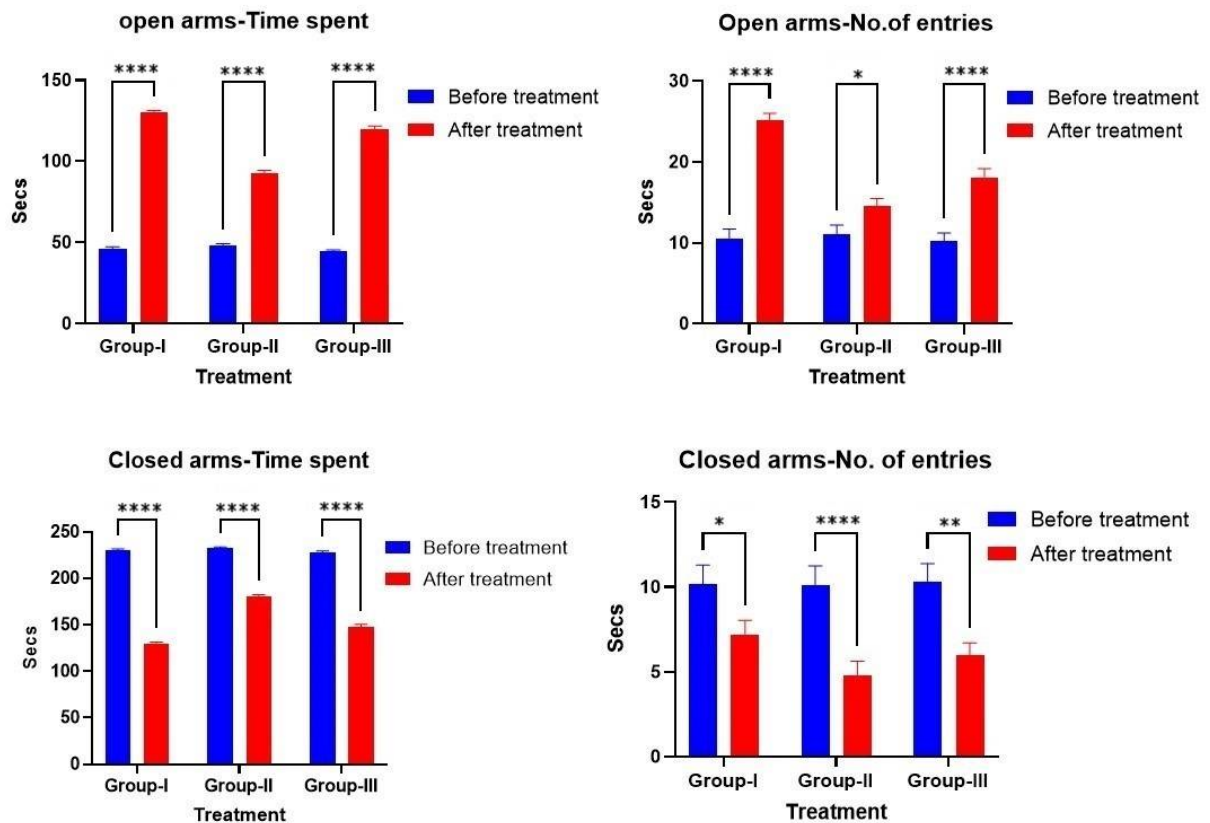 open arms-Time spent
**** **** ****
150
100
50
0
Secs
Before treatment
After treatment
Group-I Group-II Group-III
Treatment
Open arms-No.of entries
**** * ****
30
20
10
0
Secs
Before treatment
After treatment
Group-I Group-II Group-III
Treatment
Closed arms-Time spent
**** **** ****
250
200
150
100
50
0
Secs
Before treatment
After treatment
Group-I Group-II Group-III
Treatment
Closed arms-No. of entries
* **** **
15
10
5
0
Secs
Before treatment
After treatment
Group-I Group-II Group-III
Treatment